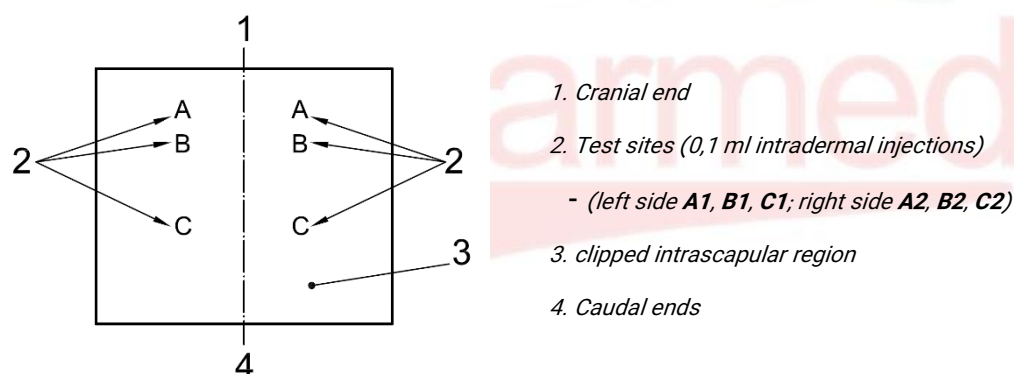 1
A A
B B
2 2
C C
3
4
armed
1. Cranial end
2. Test sites (0,1 ml intradermal injections)
- (left side A1, B1, C1; right side A2, B2, C2)
3. clipped intrascapular region
4. Caudal ends